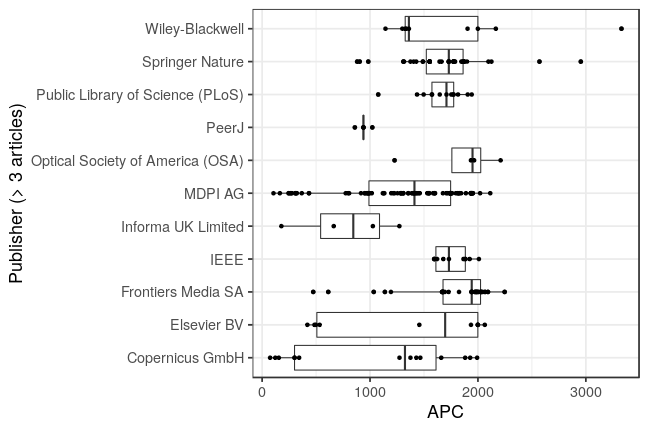 Publisher (> 3 articles)
Wiley-Blackwell
Springer Nature
Public Library of Science (PLoS)
PeerJ
Optical Society of America (OSA)
MDPI AG
Informa UK Limited
IEEE
Frontiers Media SA
Elsevier BV
Copernicus GmbH
0 1000 2000 3000
APC